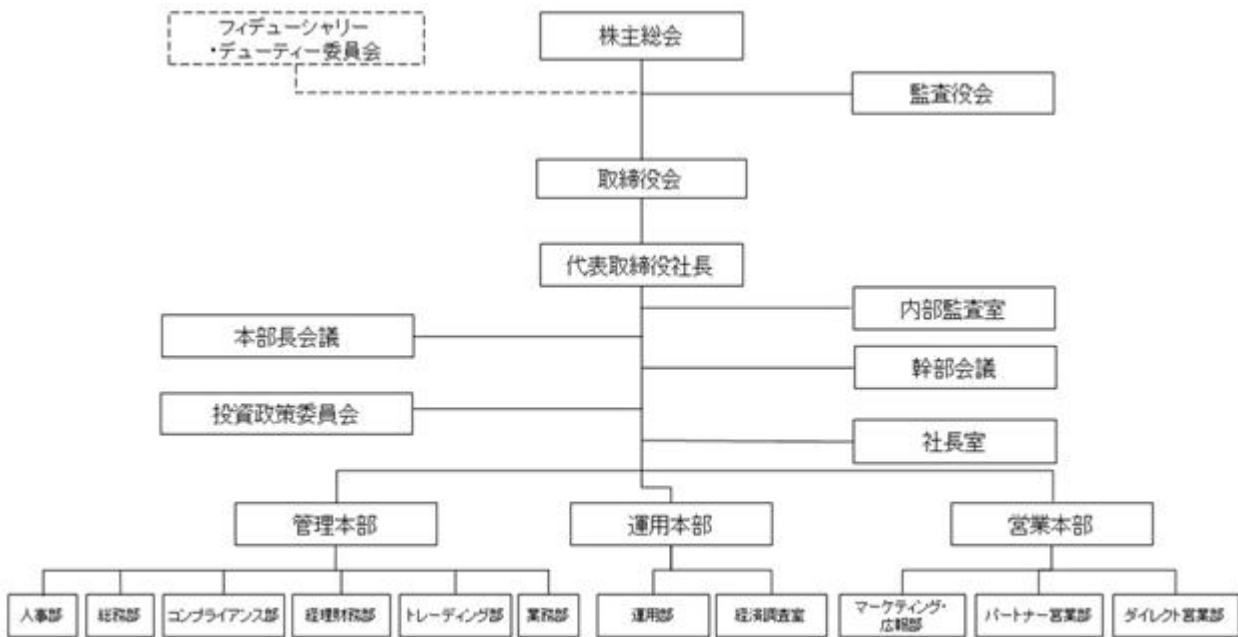 フィデューシャリー
・デューティー委員会
株主総会
監査役会
取締役会
代表取締役社長
内部監査室
本部長会議
幹部会議
投資政策委員会
社長室
管理本部
運用本部
営業本部
人事部
総務部
コンプライアンス部
経理財務部
トレーディング部
業務部
運用部
経済調査室
マーケティング・
広報部
パートナー営業部
ダイレクト営業部